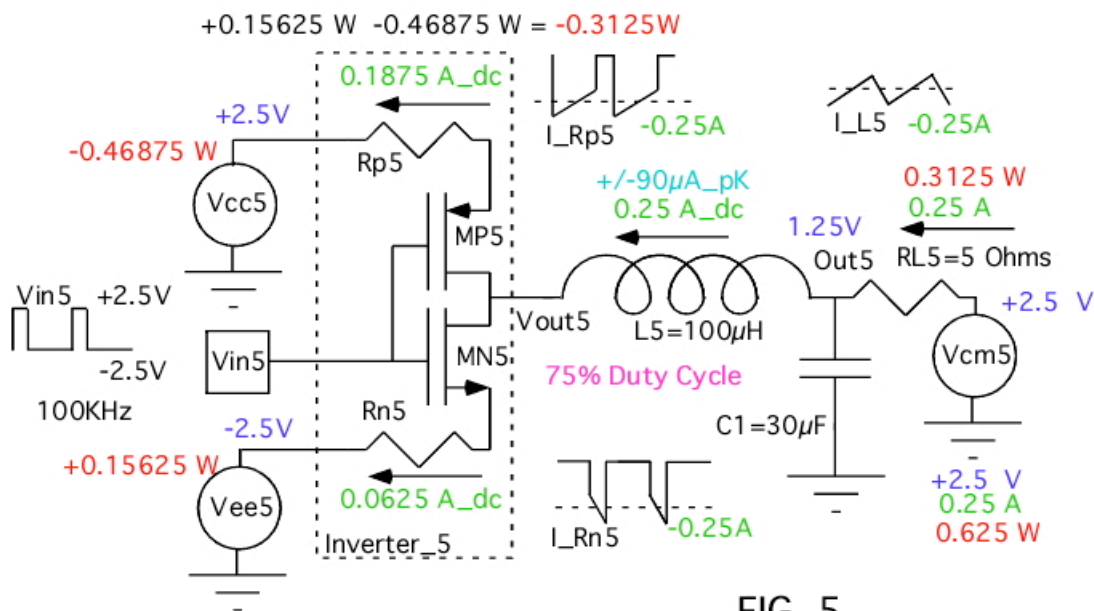 +0.15625 W -0.46875 W = -0.3125W
0.1875 A_dc
+2.5V
-0.46875 W
Rp5
Vcc5
MP5
I_Rp5
-0.25A
I_L5
-0.25A
+/-90µA_pK
0.25 A_dc
0.3125 W
0.25 A
1.25V
Out5
RL5=5 Ohms
+2.5 V
Vin5
+2.5V
-2.5V
100KHz
Vin5
Vout5
L5=100µH
MN5
75% Duty Cycle
Vcm5
Rn5
-2.5V
C1=30µF
+0.15625 W
Vee5
0.0625 A_dc
Inverter_5
I_Rn5
-0.25A
+2.5 V
0.25 A
0.625 W
FIG. 5